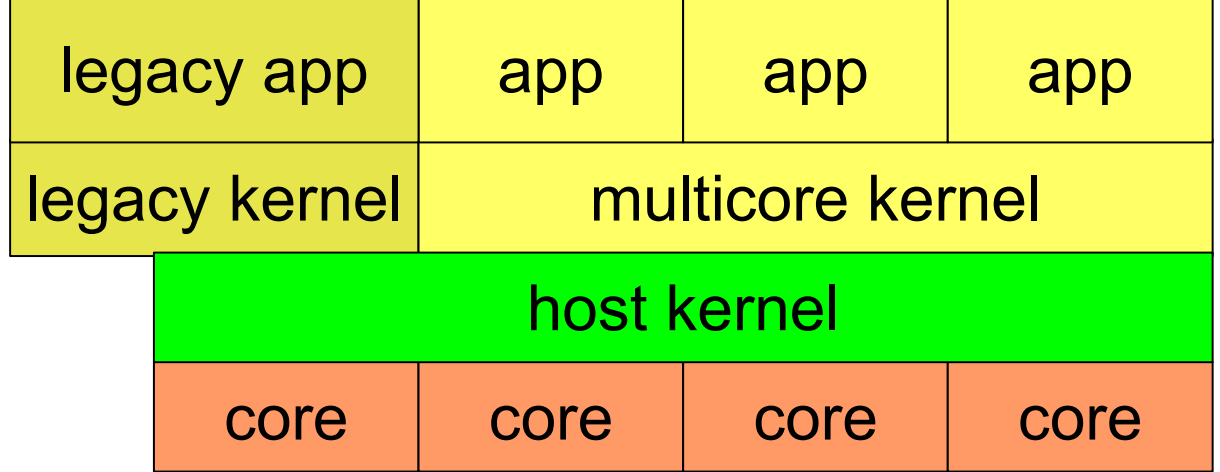 legacy app app app app
legacy kernel multicore kernel
host kernel
core core core core